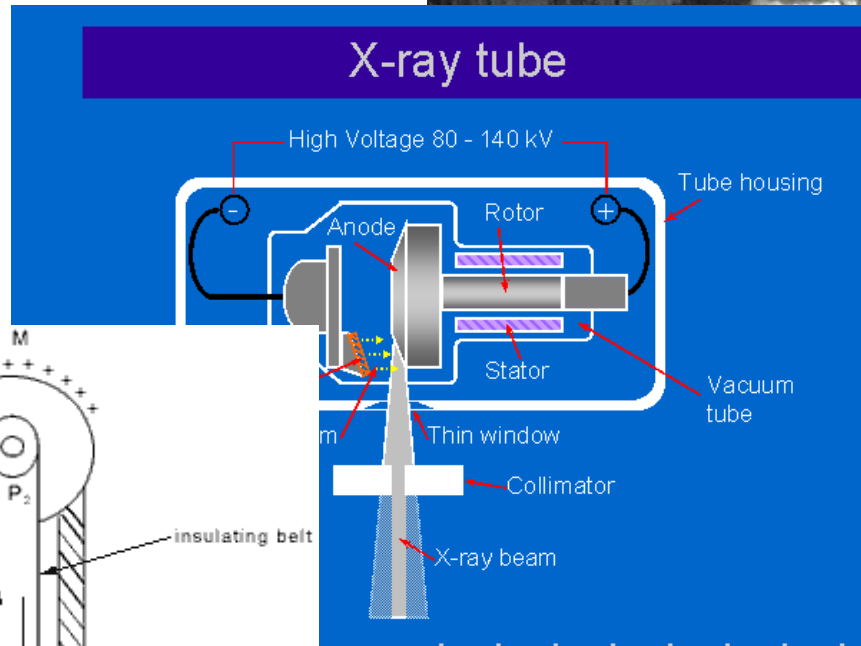 X-ray tube
High Voltage 80 - 140 kV
Tube housing
-
+
Anode
Rotor
Stator
Vacuum
tube
Thin window
Collimator
X-ray beam
M
+ + + + + + +
P₂
insulating belt